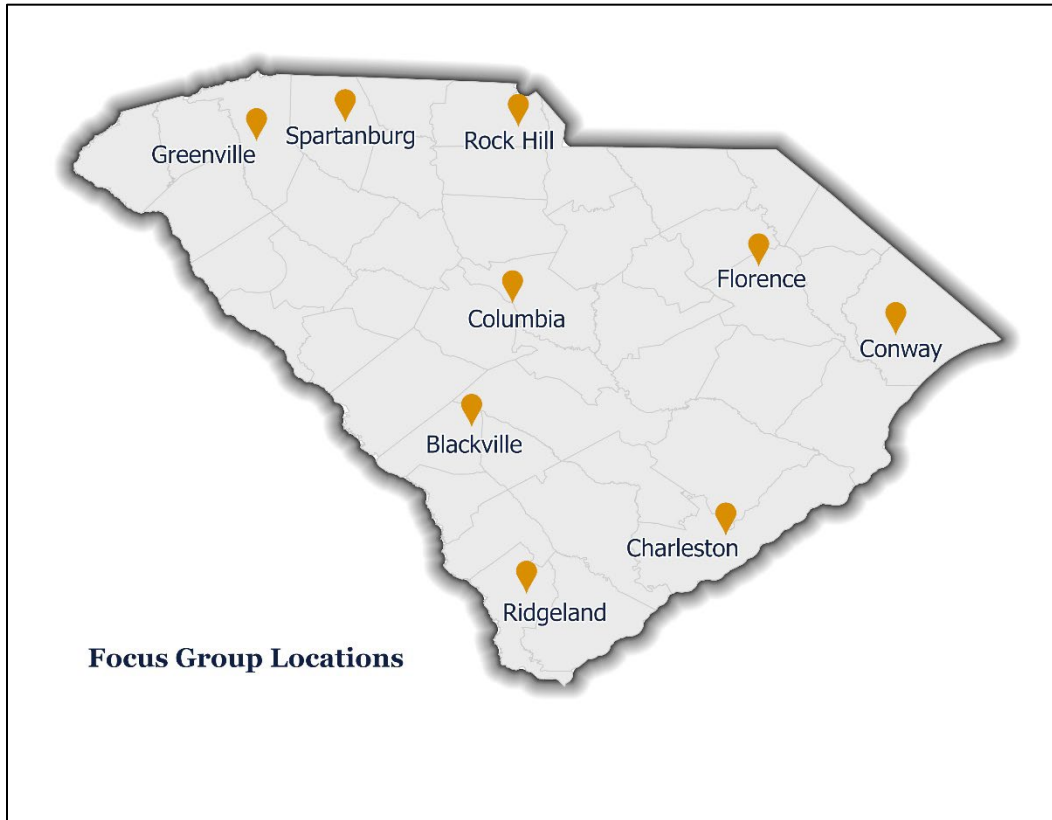 Spartanburg
Rock Hill
Greenville
Florence
Columbia
Conway
Blackville
Charleston
Ridgeland
Focus Group Locations